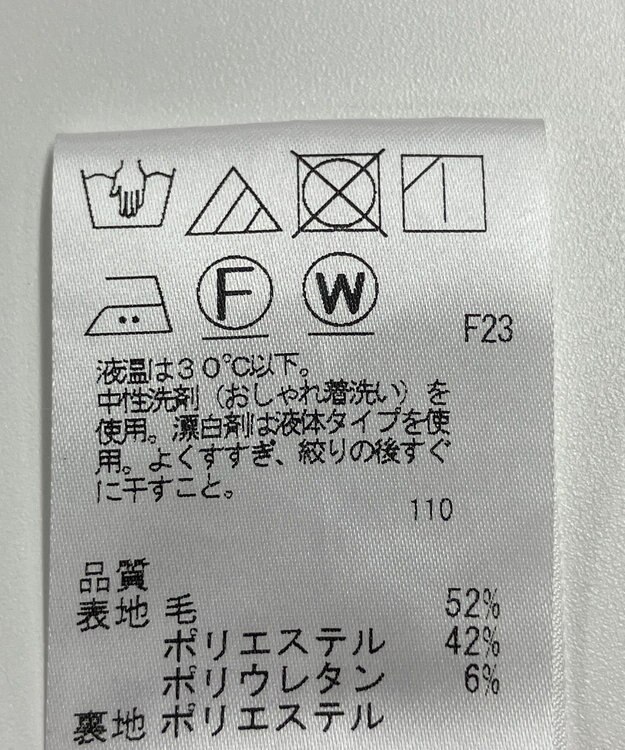 F W
F23
液温は30℃以下。
中性洗剤（おしゃれ着洗い）を
使用。漂白剤は液体タイプを使
用。よくすすぎ、絞りの後すぐ
に干すこと。
110
品質
表地 毛 52%
ポリエステル 42%
ポリウレタン 6%
裏地 ポリエステル